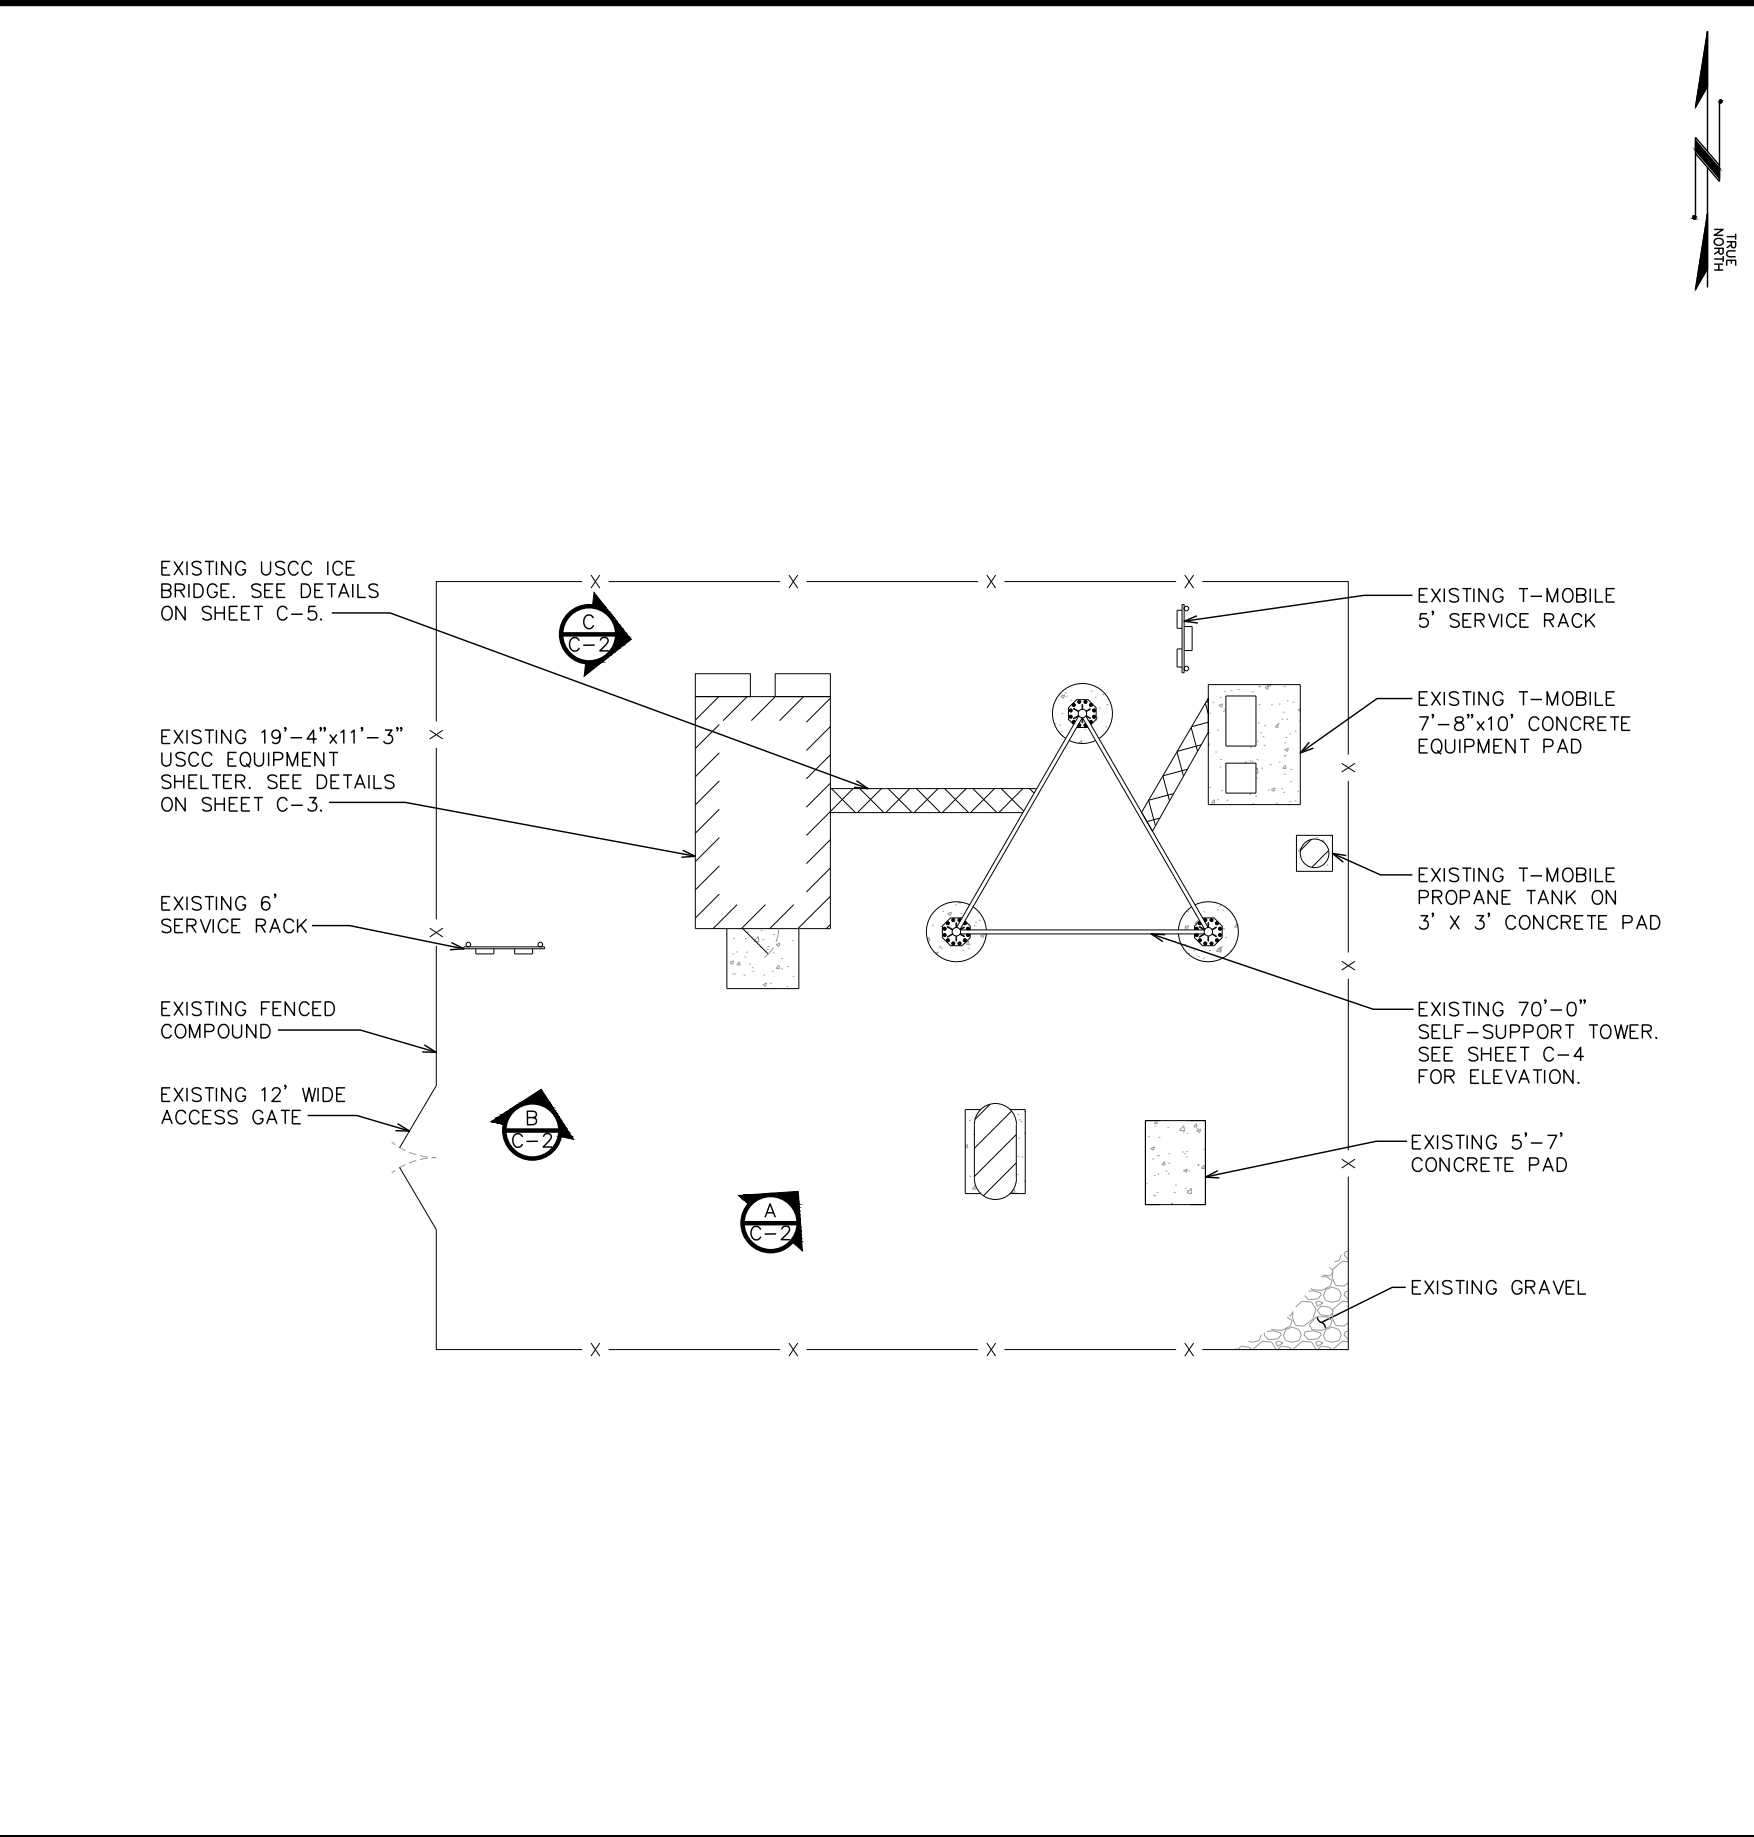 TRUE
NORTH
EXISTING USCC ICE
BRIDGE. SEE DETAILS
ON SHEET C-5.
EXISTING 19'-4"x11'-3"
USCC EQUIPMENT
SHELTER. SEE DETAILS
ON SHEET C-3.
EXISTING 6'
SERVICE RACK
EXISTING FENCED
COMPOUND
EXISTING 12' WIDE
ACCESS GATE
C
C-2
B
C-2
A
C-2
X X X X
X
X
X
X
X
X X X X
EXISTING T-MOBILE
5' SERVICE RACK
EXISTING T-MOBILE
7'-8"x10' CONCRETE
EQUIPMENT PAD
EXISTING T-MOBILE
PROPANE TANK ON
3' X 3' CONCRETE PAD
EXISTING 70'-0"
SELF-SUPPORT TOWER.
SEE SHEET C-4
FOR ELEVATION.
EXISTING 5'-7'
CONCRETE PAD
EXISTING GRAVEL